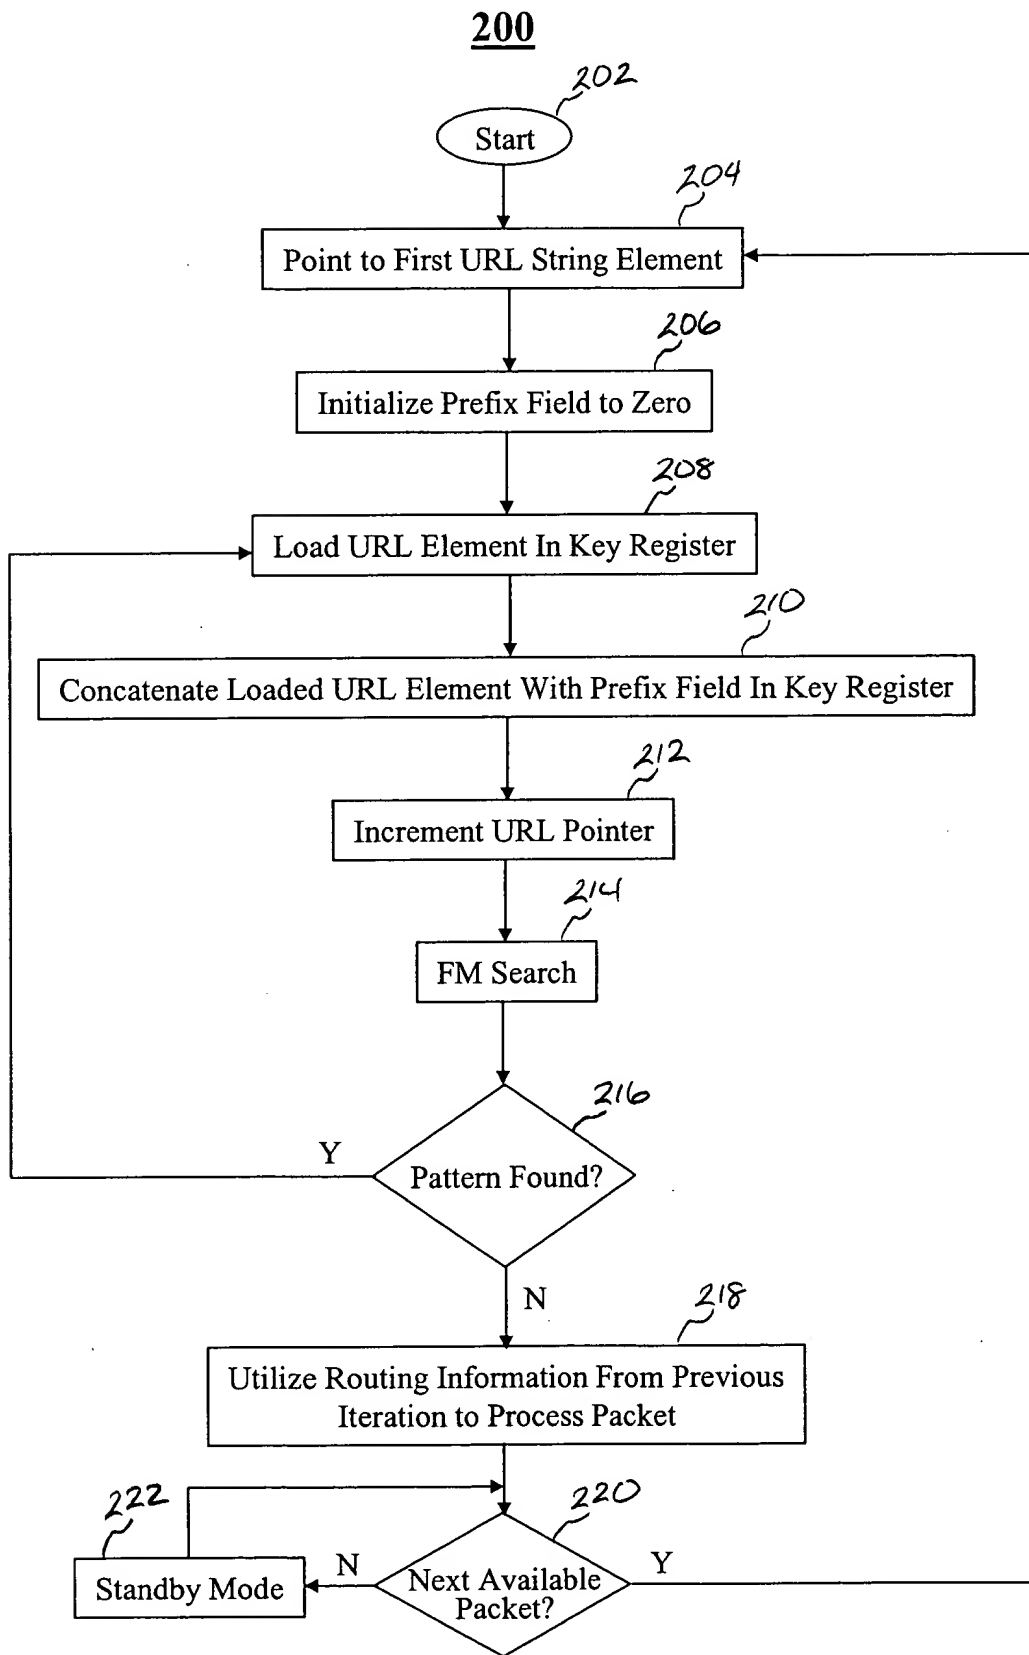 200
202
Start
204
Point to First URL String Element
206
Initialize Prefix Field to Zero
208
Load URL Element In Key Register
210
Concatenate Loaded URL Element With Prefix Field In Key Register
212
Increment URL Pointer
214
FM Search
216
Y
Pattern Found?
N
218
Utilize Routing Information From Previous
Iteration to Process Packet
222
220
N
Y
Standby Mode
Next Available
Packet?